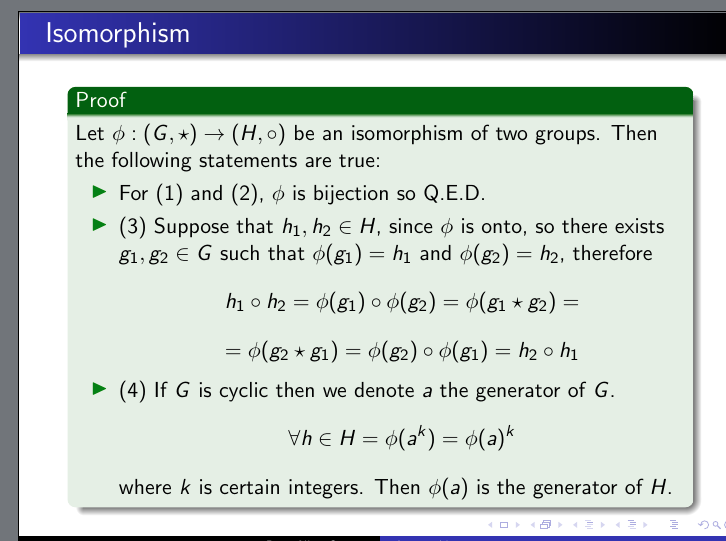 Isomorphism
Proof
Let ϕ : (G, ⋆) → (H, ∘) be an isomorphism of two groups. Then
the following statements are true:
▶ For (1) and (2), ϕ is bijection so Q.E.D.
▶ (3) Suppose that h₁, h₂ ∈ H, since ϕ is onto, so there exists
g₁, g₂ ∈ G such that ϕ(g₁) = h₁ and ϕ(g₂) = h₂, therefore
h₁ ∘ h₂ = ϕ(g₁) ∘ ϕ(g₂) = ϕ(g₁ ⋆ g₂) =
= ϕ(g₂ ⋆ g₁) = ϕ(g₂) ∘ ϕ(g₁) = h₂ ∘ h₁
▶ (4) If G is cyclic then we denote a the generator of G.
∀h ∈ H = ϕ(aᵏ) = ϕ(a)ᵏ
where k is certain integers. Then ϕ(a) is the generator of H.